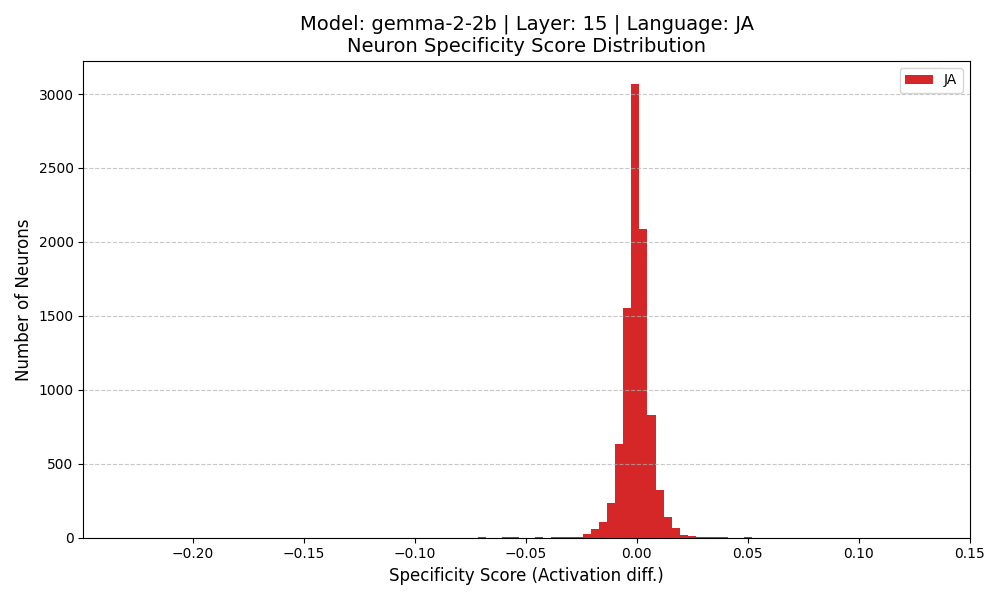 Model: gemma-2-2b | Layer: 15 | Language: JA
Neuron Specificity Score Distribution
JA
Number of Neurons
3000
2500
2000
1500
1000
500
0
−0.20 −0.15 −0.10 −0.05 0.00 0.05 0.10 0.15
Specificity Score (Activation diff.)